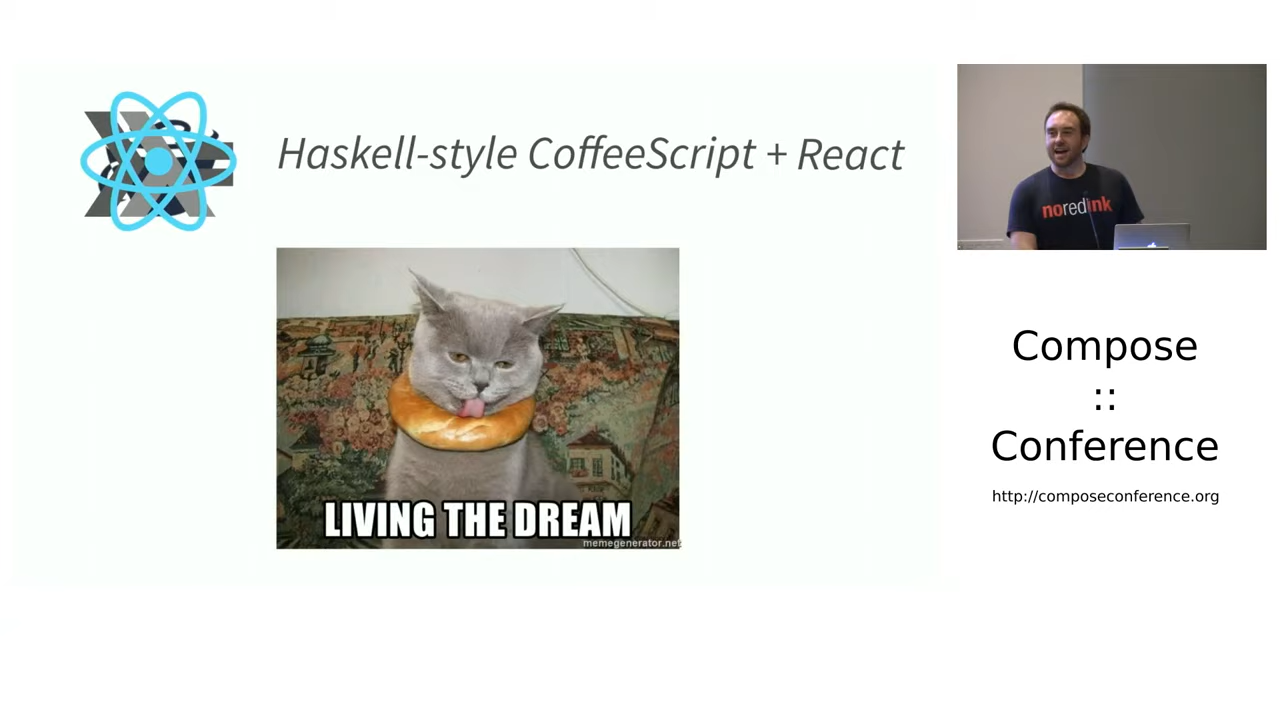 Haskell-style CoffeeScript + React
LIVING THE DREAM
memegenerator.net
noredink
Compose
::
Conference
http://composeconference.org